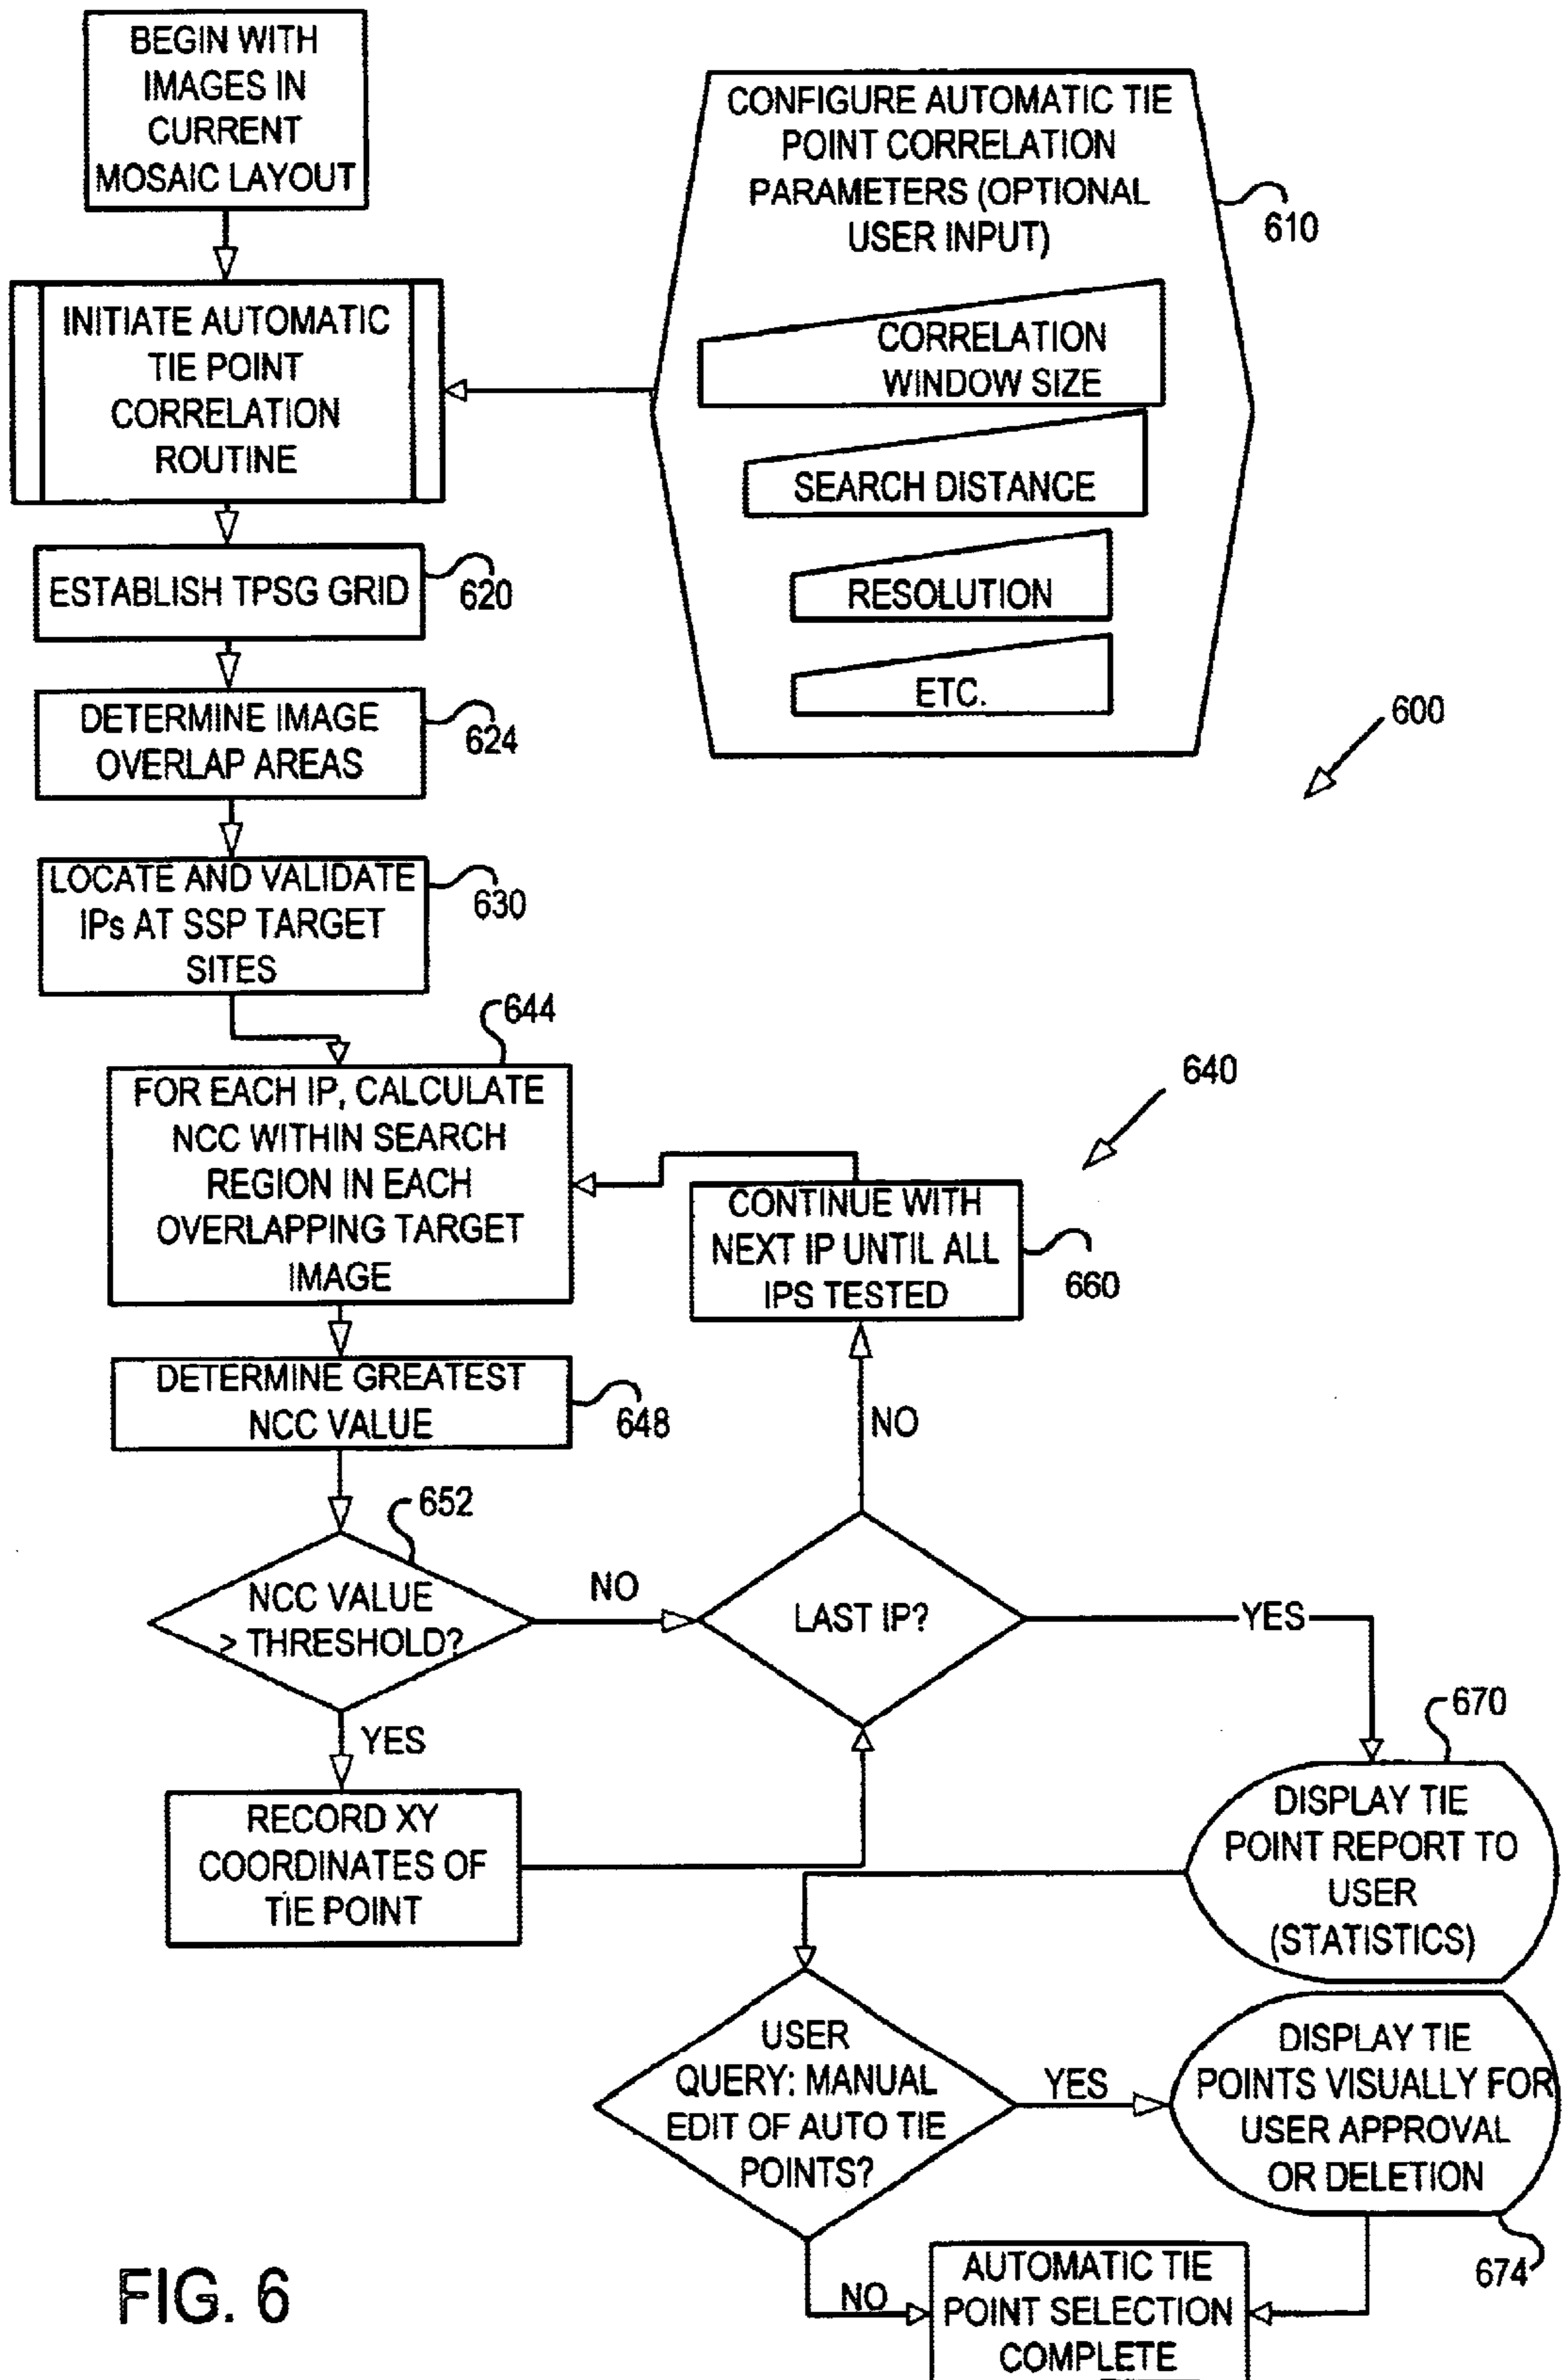 BEGIN WITH
IMAGES IN
CURRENT
MOSAIC LAYOUT
CONFIGURE AUTOMATIC TIE
POINT CORRELATION
PARAMETERS (OPTIONAL
USER INPUT)
610
CORRELATION
WINDOW SIZE
SEARCH DISTANCE
RESOLUTION
ETC.
600
INITIATE AUTOMATIC
TIE POINT
CORRELATION
ROUTINE
ESTABLISH TPSG GRID
620
DETERMINE IMAGE
OVERLAP AREAS
624
LOCATE AND VALIDATE
IPs AT SSP TARGET
SITES
630
644
FOR EACH IP, CALCULATE
NCC WITHIN SEARCH
REGION IN EACH
OVERLAPPING TARGET
IMAGE
640
CONTINUE WITH
NEXT IP UNTIL ALL
IPS TESTED
660
DETERMINE GREATEST
NCC VALUE
648
NO
652
NCC VALUE
> THRESHOLD?
NO
LAST IP?
YES
YES
670
RECORD XY
COORDINATES OF
TIE POINT
DISPLAY TIE
POINT REPORT TO
USER
(STATISTICS)
USER
QUERY: MANUAL
EDIT OF AUTO TIE
POINTS?
YES
DISPLAY TIE
POINTS VISUALLY FOR
USER APPROVAL
OR DELETION
674
NO
AUTOMATIC TIE
POINT SELECTION
COMPLETE
FIG. 6